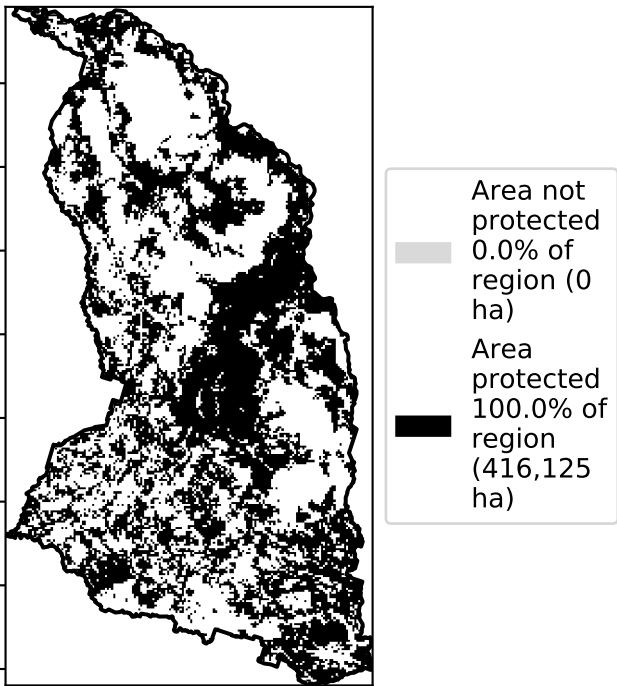 Area not
protected
0.0% of
region (0
ha)
Area
protected
100.0% of
region
(416,125
ha)